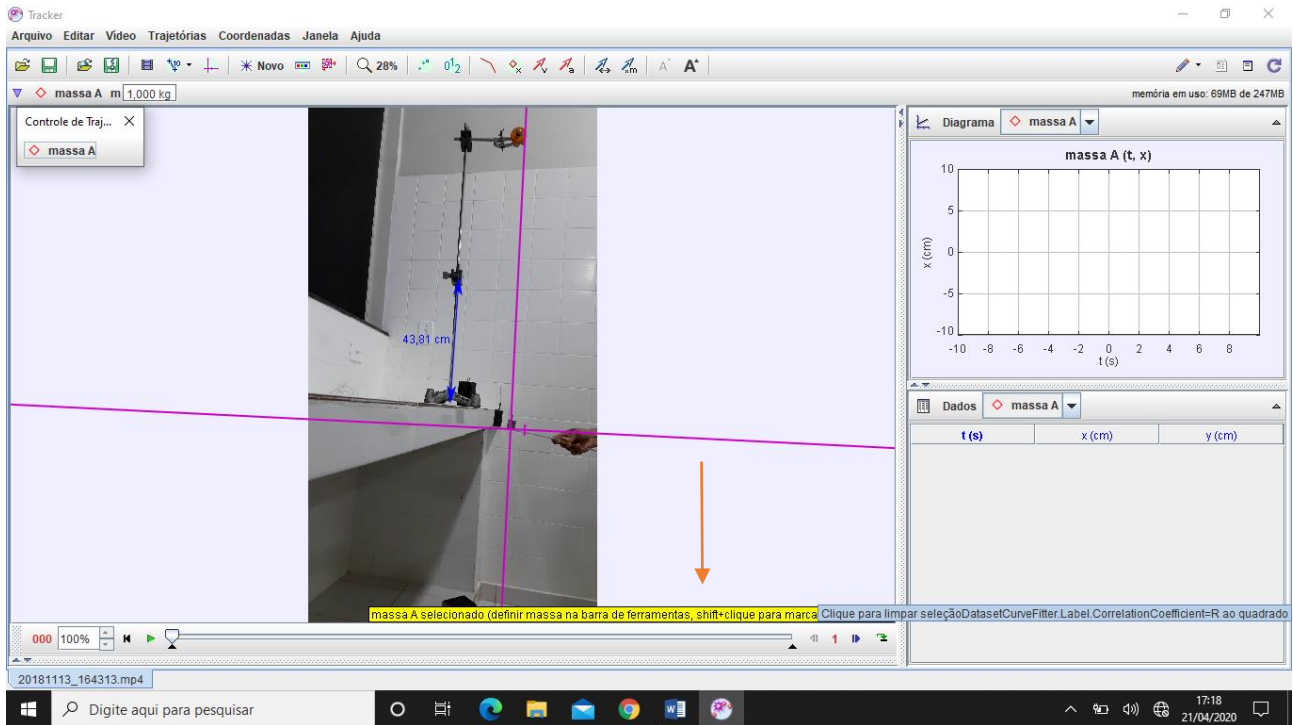 Tracker
Arquivo Editar Video Trajetórias Coordenadas Janela Ajuda
Novo 28% 0½ v a m A A
massa A m 1,000 kg memória em uso: 69MB de 247MB
Controle de Traj...
massa A
43,81 cm
Diagrama massa A
massa A (t, x)
x (cm)
10
5
0
-5
-10
-10 -8 -6 -4 -2 0 2 4 6 8
t (s)
Dados massa A
t (s) x (cm) y (cm)
massa A selecionado (definir massa na barra de ferramentas, shift+clique para marca
Clique para limpar seleçãoDatasetCurveFitter.Label.CorrelationCoefficient=R ao quadrado
000 100% 1
20181113_164313.mp4
Digite aqui para pesquisar
17:18
21/04/2020